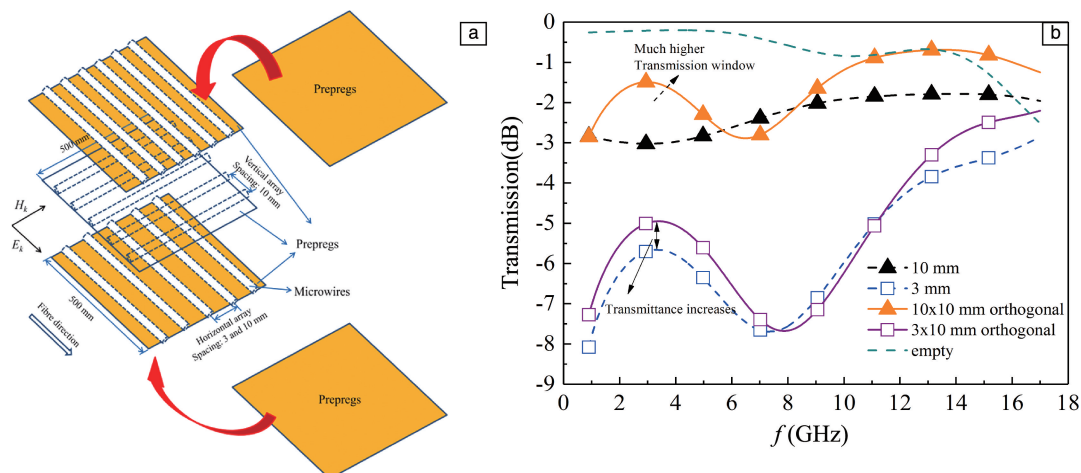 a
Prepregs
500 mm
Vertical array
Spacing: 10 mm
H_k
E_k
Prepregs
Microwires
500 mm
Horizontal array
Spacing: 3 and 10 mm
Fibre direction
Prepregs
b
Transmission(dB)
-0
-1
-2
-3
-4
-5
-6
-7
-8
-9
Much higher
Transmission window
Transmittance increases
10 mm
3 mm
10x10 mm orthogonal
3x10 mm orthogonal
empty
0 2 4 6 8 10 12 14 16 18
f (GHz)